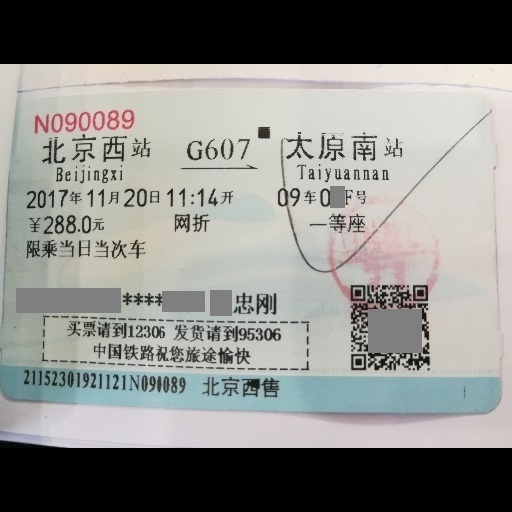 N090089
北京西站 G607 太原南站
Beijingxi Taiyuannan
2017年11月20日11:14开 09车0 F号
￥288.0元 网折 一等座
限乘当日当次车
****忠刚
买票请到12306 发货请到95306
中国铁路祝您旅途愉快
21152301921121N090089 北京西售